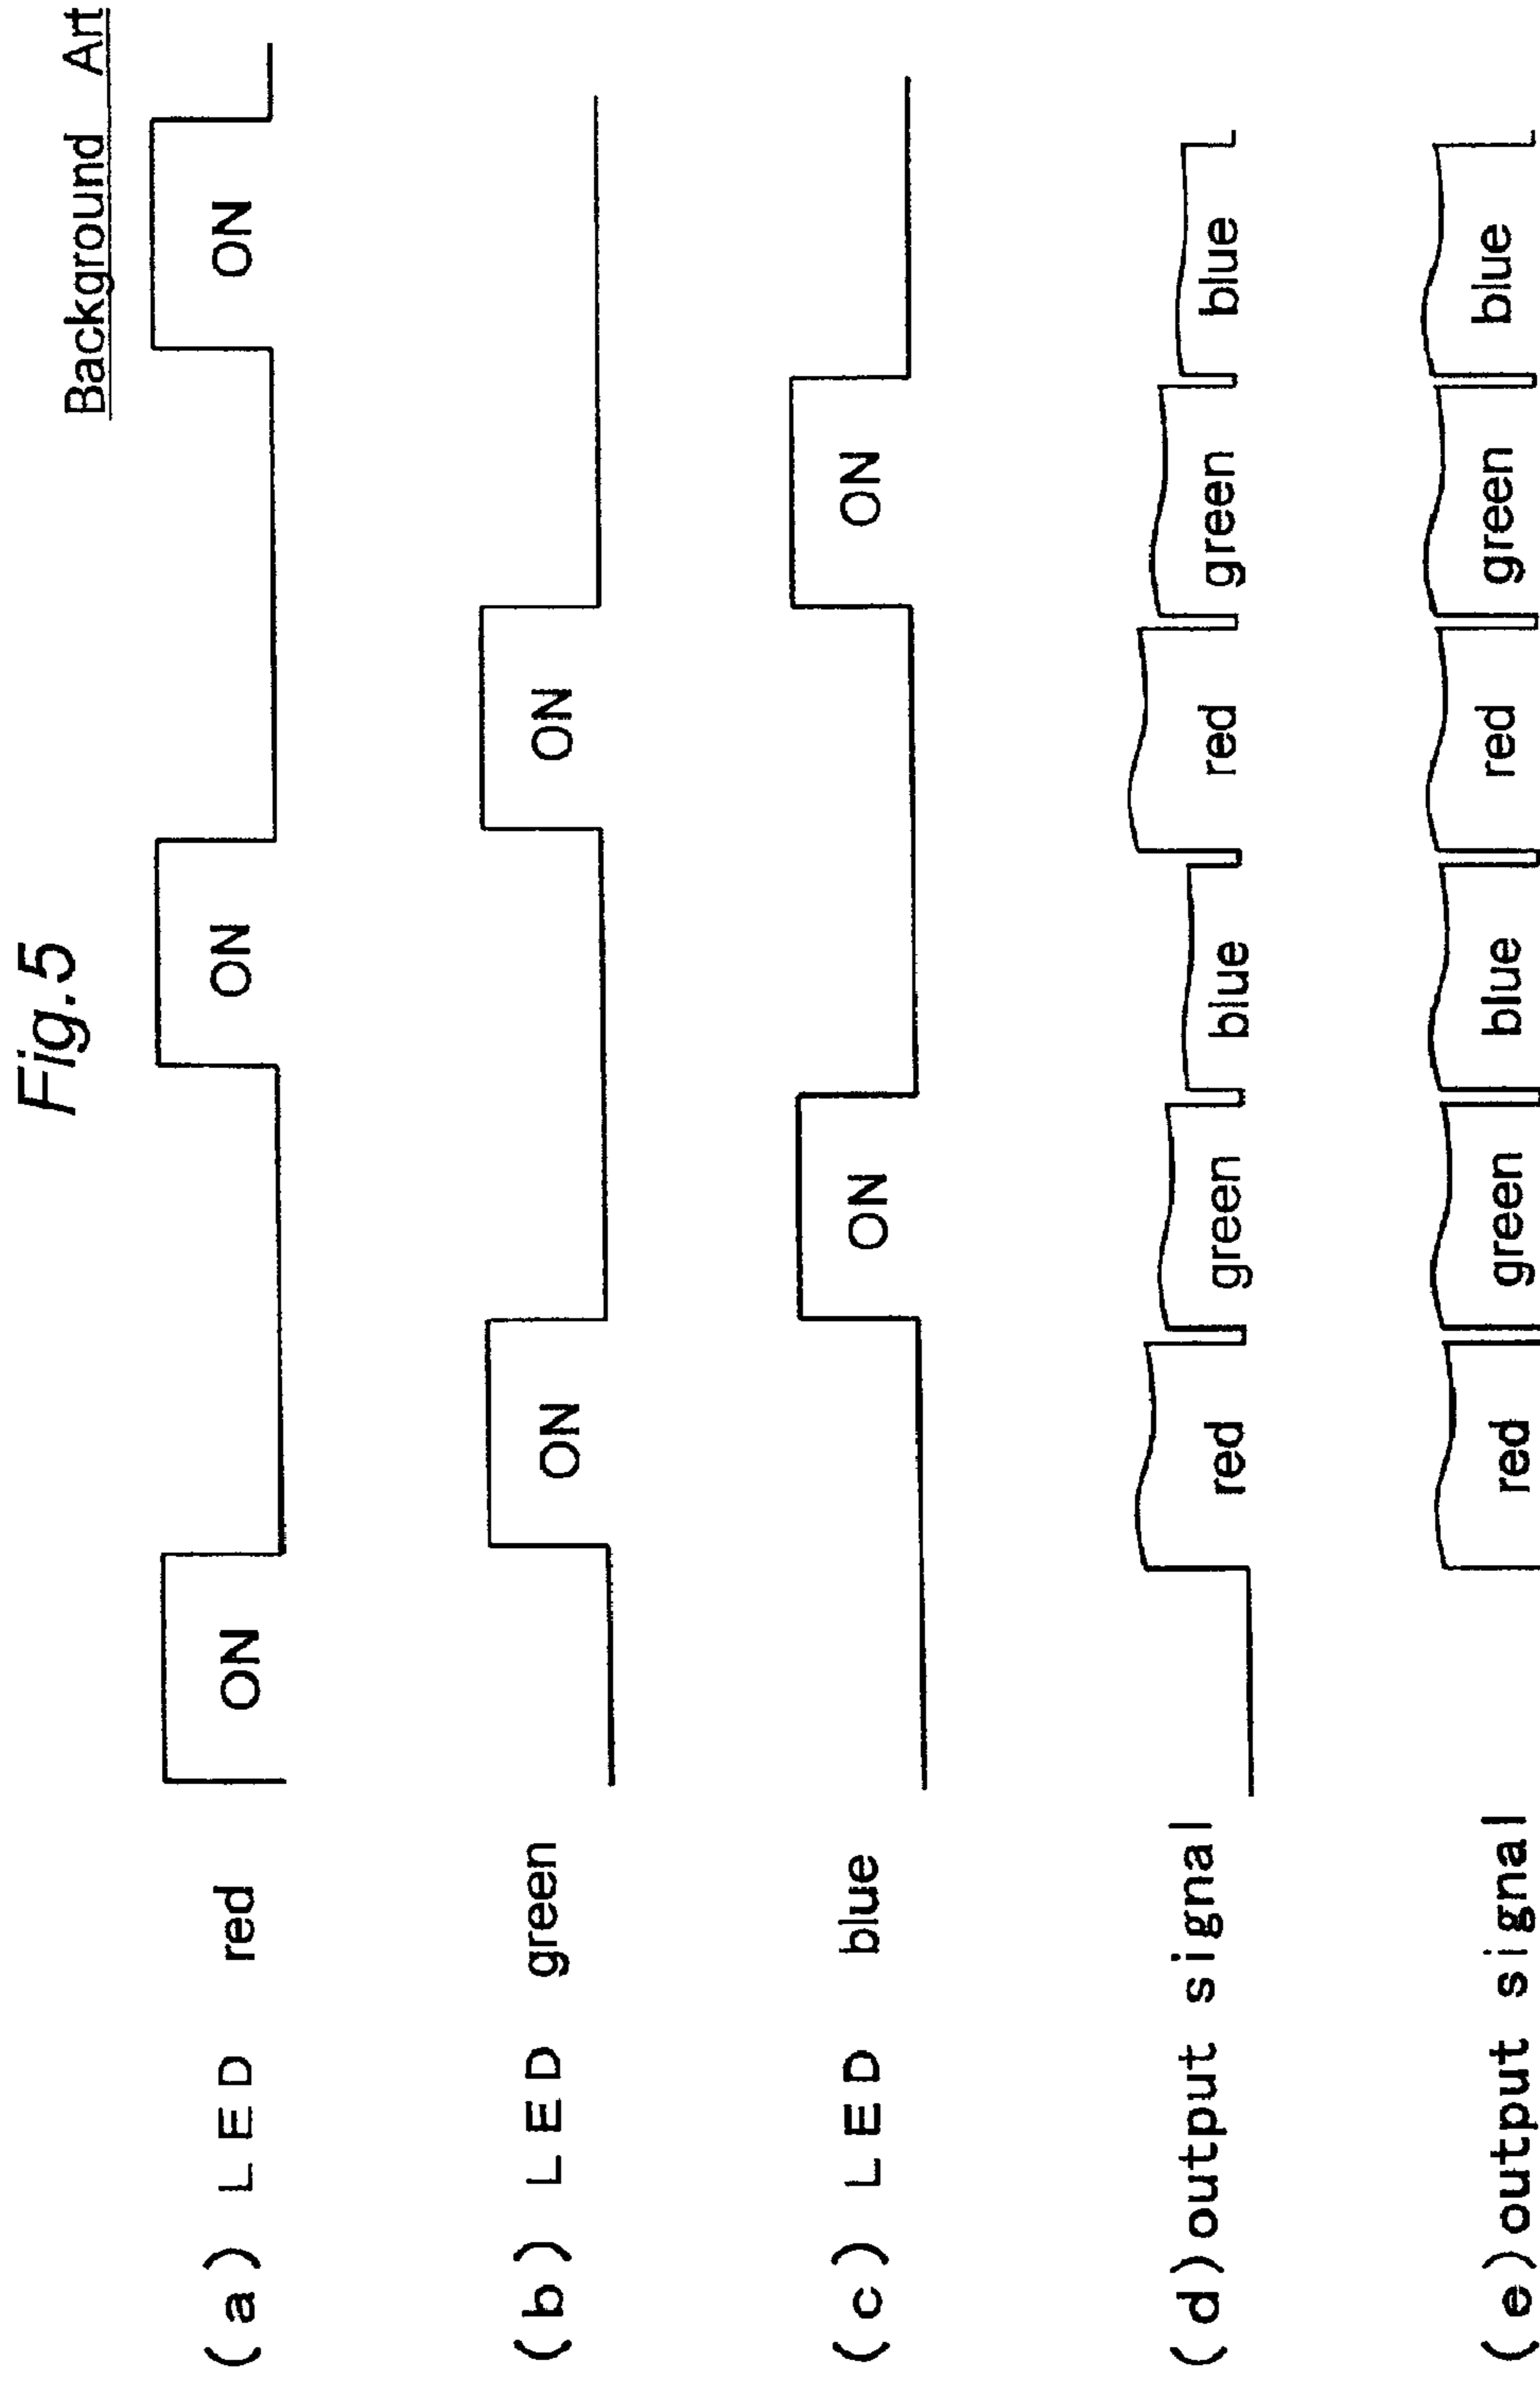 Fig.5
Background Art
(a) LED red ON ON ON
(b) LED green ON ON
(c) LED blue ON ON
(d) output signal red green blue red green blue
(e) output signal red green blue red green blue